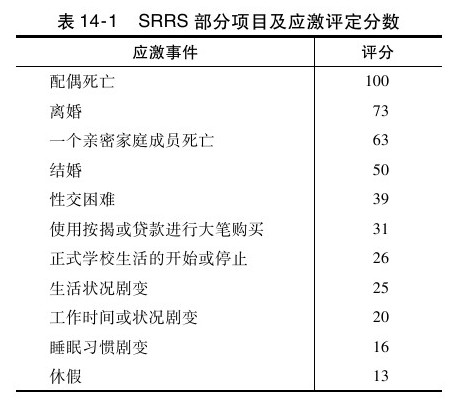 表 14-1 SRRS 部分项目及应激评定分数
应激事件 评分
配偶死亡 100
离婚 73
一个亲密家庭成员死亡 63
结婚 50
性交困难 39
使用按揭或贷款进行大笔购买 31
正式学校生活的开始或停止 26
生活状况剧变 25
工作时间或状况剧变 20
睡眠习惯剧变 16
休假 13